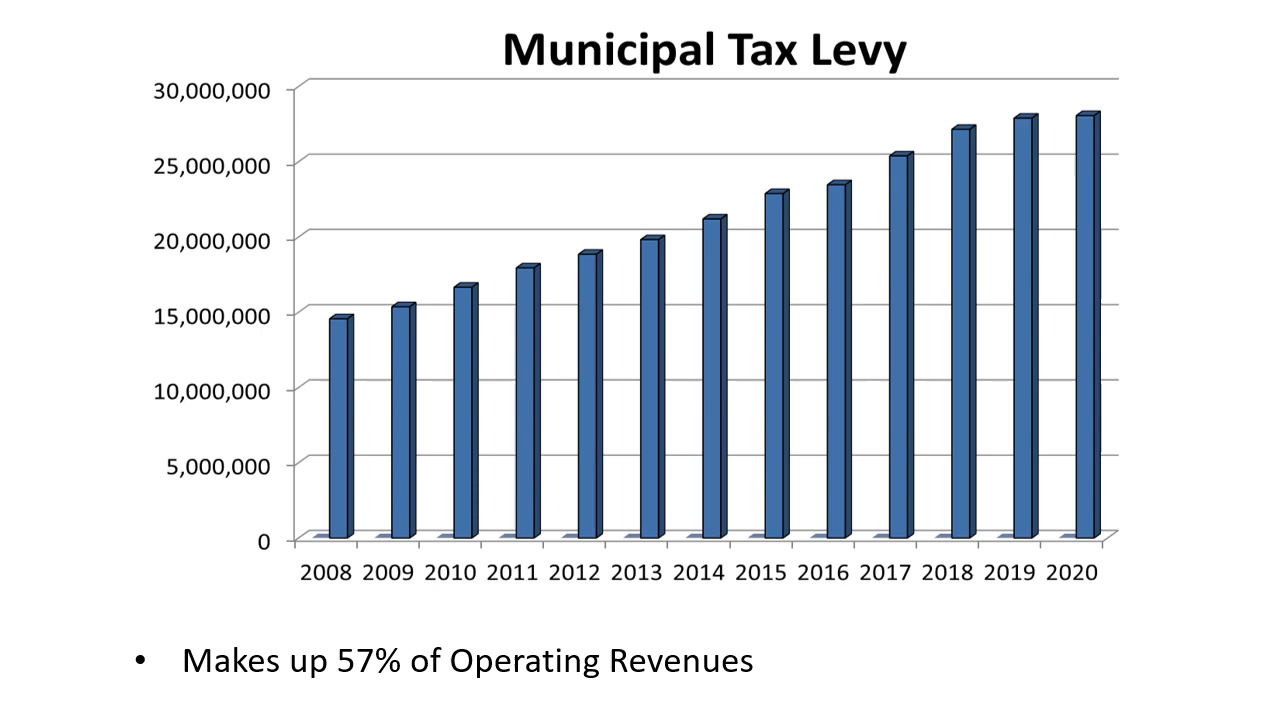 Municipal Tax Levy
30,000,000
25,000,000
20,000,000
15,000,000
10,000,000
5,000,000
0
2008 2009 2010 2011 2012 2013 2014 2015 2016 2017 2018 2019 2020
• Makes up 57% of Operating Revenues